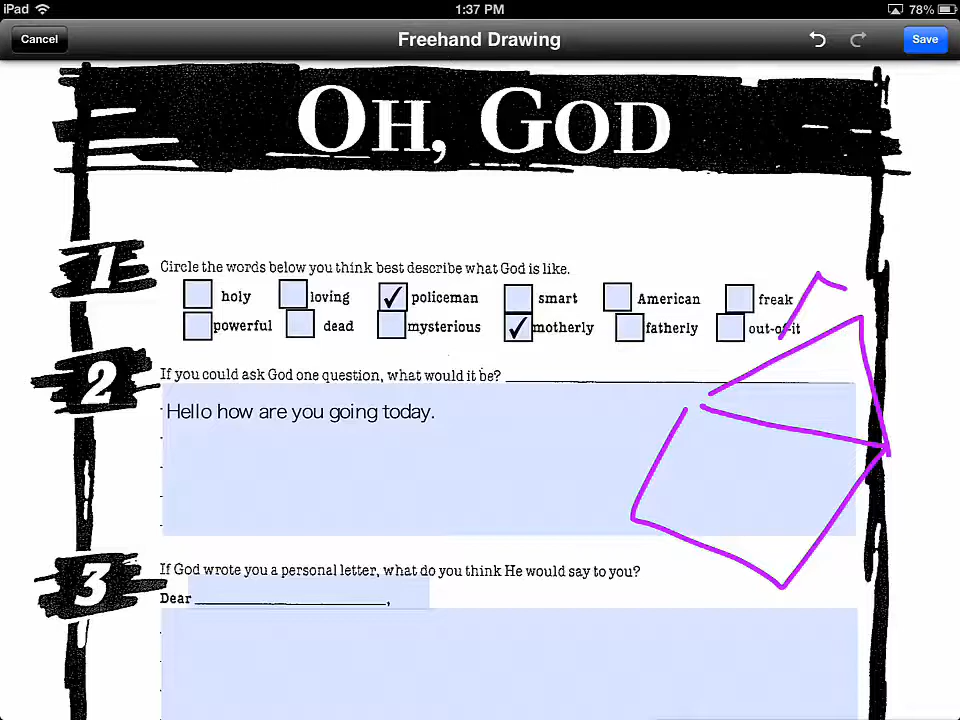 iPad 1:37 PM 78%
Cancel Freehand Drawing Save
OH, GOD
1 Circle the words below you think best describe what God is like.
holy loving policeman smart American freak
powerful dead mysterious motherly fatherly out-of-it
2 If you could ask God one question, what would it be?
Hello how are you going today.
3 If God wrote you a personal letter, what do you think He would say to you?
Dear ,